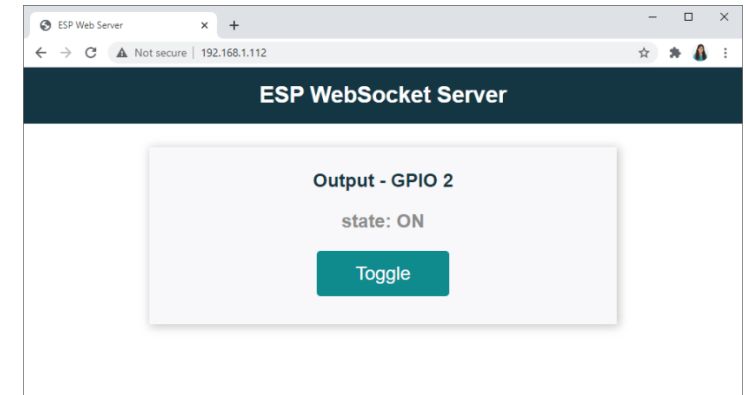 ESP Web Server
Not secure | 192.168.1.112
ESP WebSocket Server
Output - GPIO 2
state: ON
Toggle